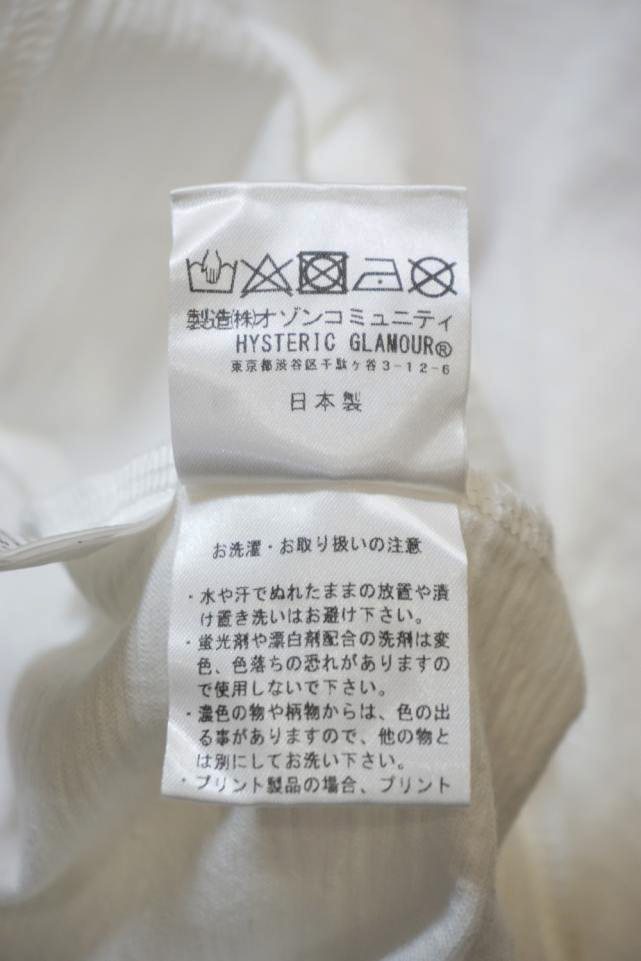 製造(株)オゾンコミュニティ
HYSTERIC GLAMOUR®
東京都渋谷区千駄ヶ谷3-12-6
日本製
お洗濯・お取り扱いの注意
・水や汗でぬれたままの放置や漬
け置き洗いはお避け下さい。
・蛍光剤や漂白剤配合の洗剤は変
色、色落ちの恐れがありますの
で使用しないで下さい。
・濃色の物や柄物からは、色の出
る事がありますので、他の物と
は別にしてお洗い下さい。
・プリント製品の場合、プリント